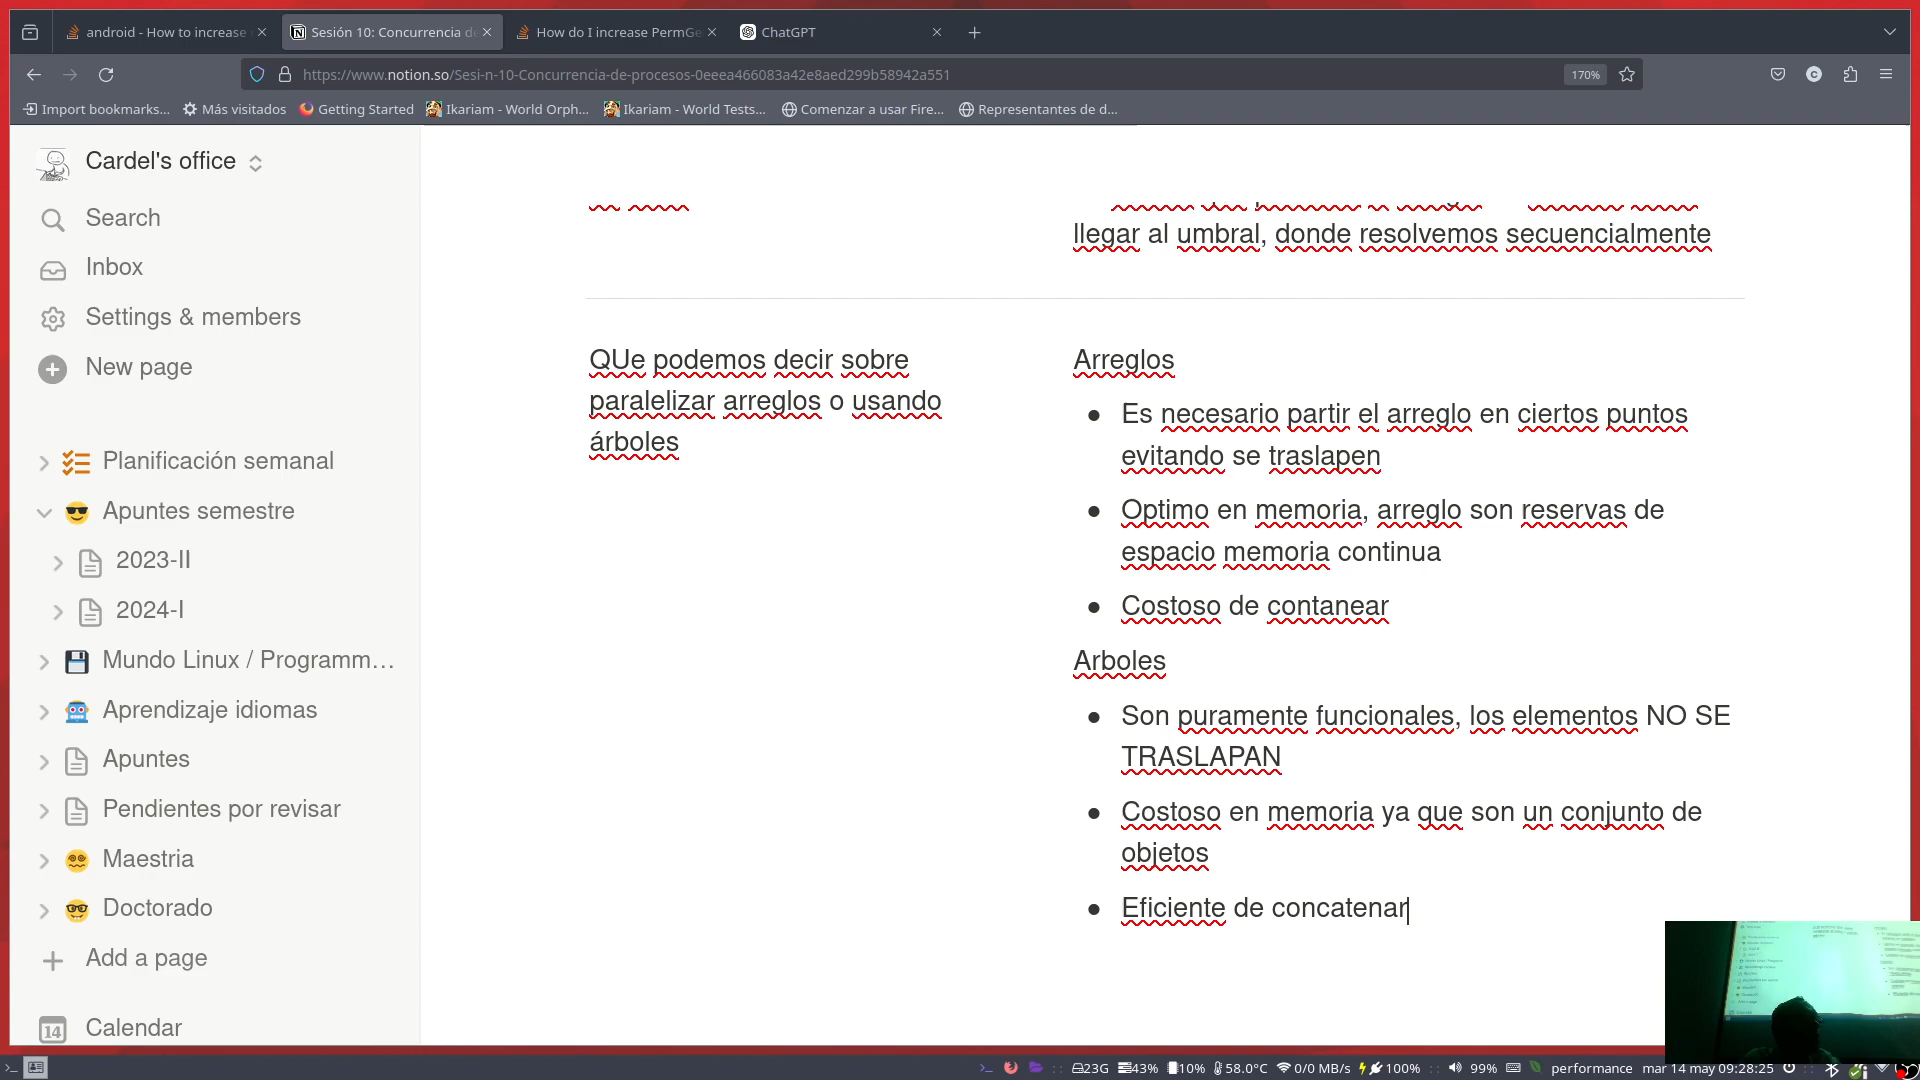 android - How to increase
Sesión 10: Concurrencia de
How do I increase PermGe
ChatGPT
https://www.notion.so/Sesi-n-10-Concurrencia-de-procesos-0eeea466083a42e8aed299b58942a551
170%
Import bookmarks...
Más visitados
Getting Started
Ikariam - World Orph...
Ikariam - World Tests...
Comenzar a usar Fire...
Representantes de d...
Cardel's office
Search
Inbox
Settings & members
New page
Planificación semanal
Apuntes semestre
2023-II
2024-I
Mundo Linux / Programm...
Aprendizaje idiomas
Apuntes
Pendientes por revisar
Maestria
Doctorado
Add a page
14
Calendar
llegar al umbral, donde resolvemos secuencialmente
QUe podemos decir sobre
paralelizar arreglos o usando
árboles
Arreglos
Es necesario partir el arreglo en ciertos puntos
evitando se traslapen
Optimo en memoria, arreglo son reservas de
espacio memoria continua
Costoso de contanear
Arboles
Son puramente funcionales, los elementos NO SE
TRASLAPAN
Costoso en memoria ya que son un conjunto de
objetos
Eficiente de concatenar
23G
43%
10%
58.0°C
0/0 MB/s
100%
99%
performance
mar 14 may 09:28:25